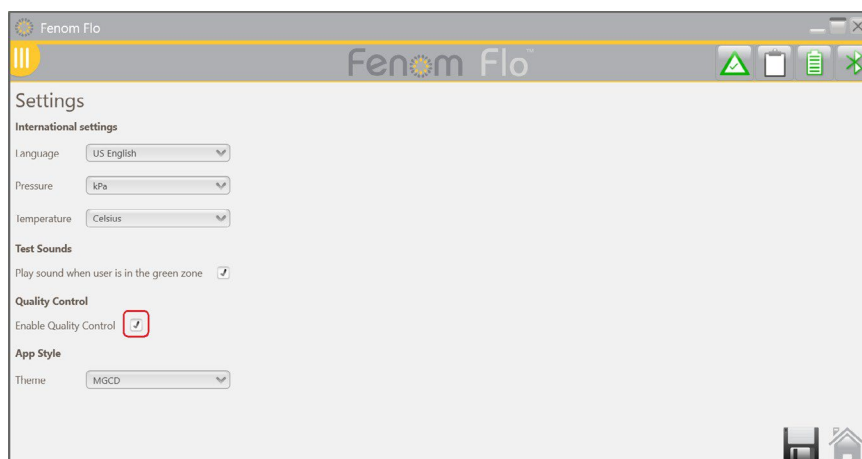 Fenom Flo
Fenom Flo™
Settings
International settings
Language US English
Pressure kPa
Temperature Celsius
Test Sounds
Play sound when user is in the green zone
Quality Control
Enable Quality Control
App Style
Theme MGCD